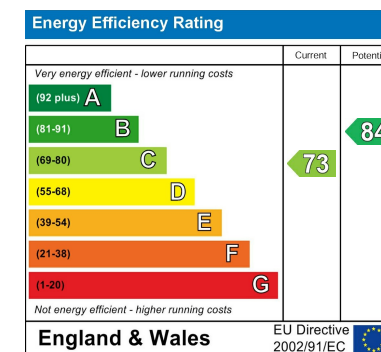 Energy Efficiency Rating
Current Potenti
Very energy efficient - lower running costs
(92 plus) A
(81-91) B 84
(69-80) C 73
(55-68) D
(39-54) E
(21-38) F
(1-20) G
Not energy efficient - higher running costs
England & Wales
EU Directive
2002/91/EC